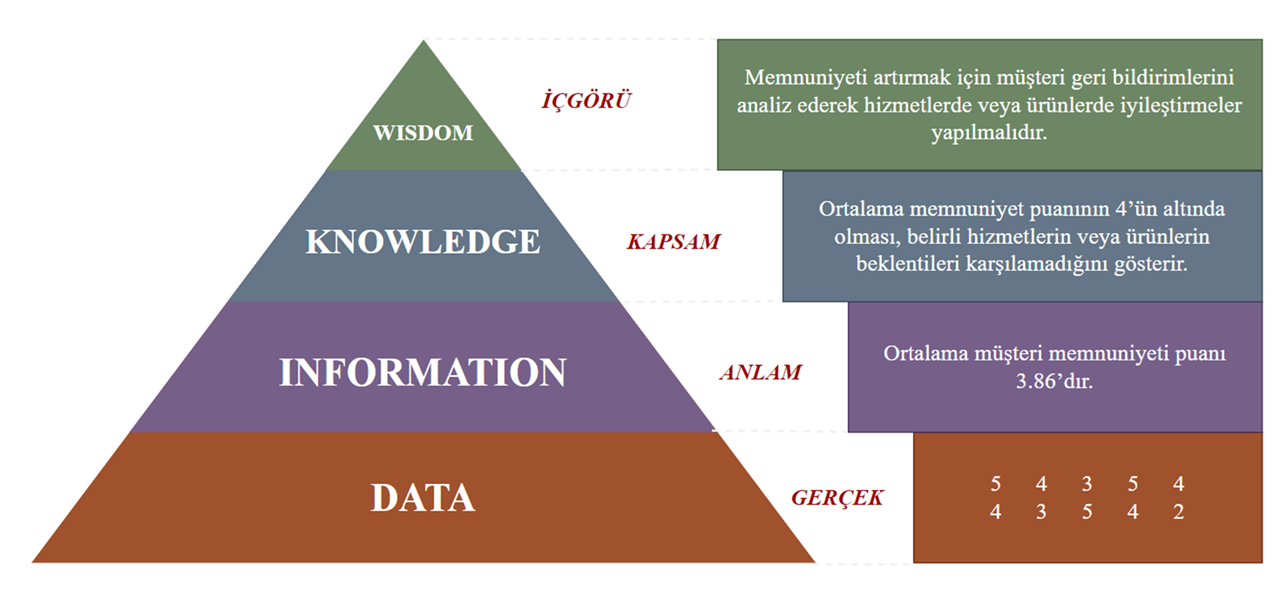 WISDOM
İÇGÖRÜ
Memnuniyeti artırmak için müşteri geri bildirimlerini
analiz ederek hizmetlerde veya ürünlerde iyileştirmeler
yapılmalıdır.
KNOWLEDGE
KAPSAM
Ortalama memnuniyet puanının 4’ün altında
olması, belirli hizmetlerin veya ürünlerin
beklentileri karşılamadığını gösterir.
INFORMATION
ANLAM
Ortalama müşteri memnuniyeti puanı
3.86’dır.
DATA
GERÇEK
5 4 3 5 4
4 3 5 4 2